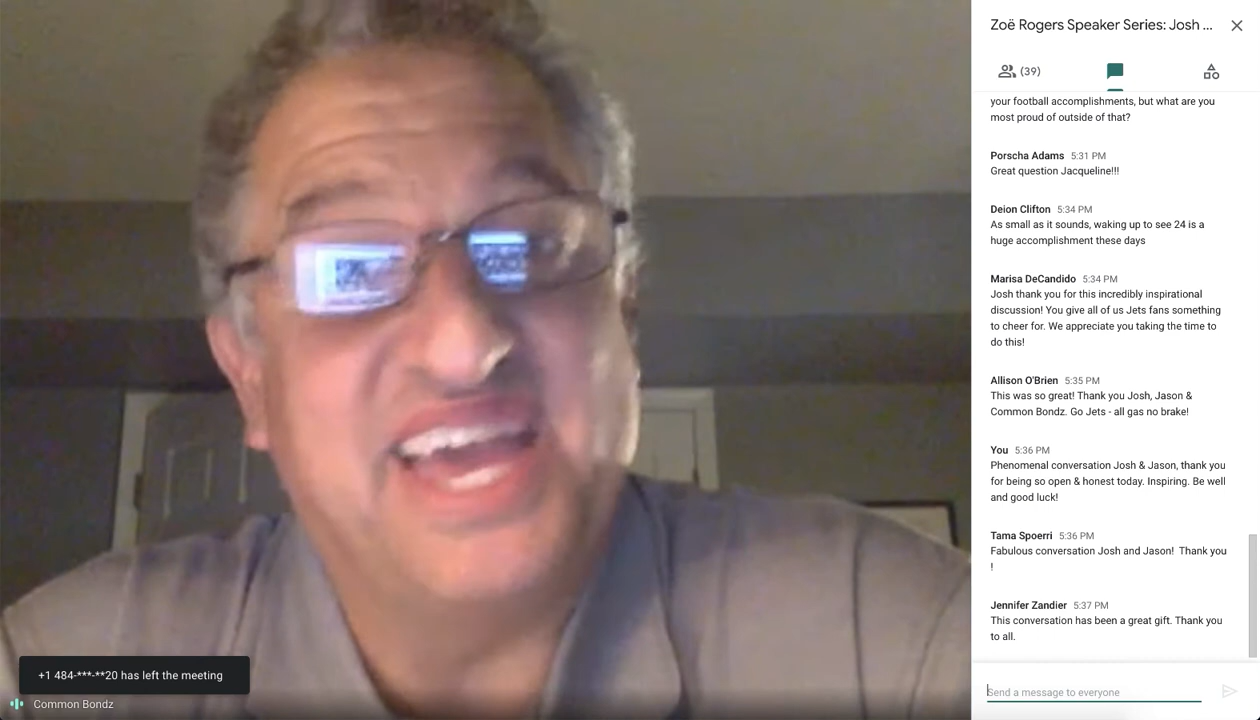 Zoë Rogers Speaker Series: Josh ...
(39)
your football accomplishments, but what are you
most proud of outside of that?
Porscha Adams 5:31 PM
Great question Jacqueline!!!
Deion Clifton 5:34 PM
As small as it sounds, waking up to see 24 is a
huge accomplishment these days
Marisa DeCandido 5:34 PM
Josh thank you for this incredibly inspirational
discussion! You give all of us Jets fans something
to cheer for. We appreciate you taking the time to
do this!
Allison O'Brien 5:35 PM
This was so great! Thank you Josh, Jason &
Common Bondz. Go Jets - all gas no brake!
You 5:36 PM
Phenomenal conversation Josh & Jason, thank you
for being so open & honest today. Inspiring. Be well
and good luck!
Tama Spoerri 5:36 PM
Fabulous conversation Josh and Jason!  Thank you
!
Jennifer Zandier 5:37 PM
This conversation has been a great gift. Thank you
to all.
Send a message to everyone
+1 484-***-**20 has left the meeting
Common Bondz